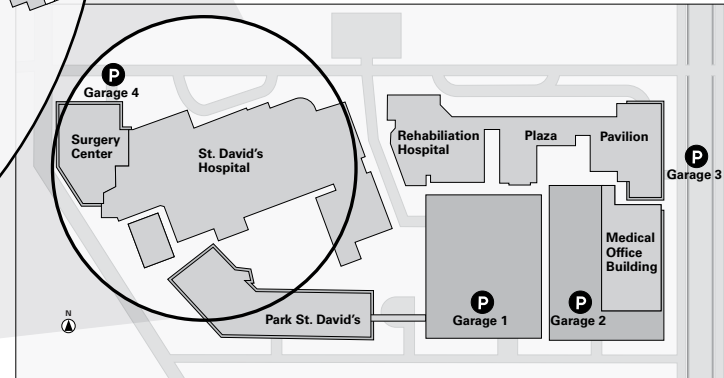 P
Garage 4
Surgery
Center
St. David's
Hospital
Rehabiliation
Hospital
Plaza
Pavilion
P
Garage 3
Medical
Office
Building
P
Garage 1
P
Garage 2
Park St. David's
N